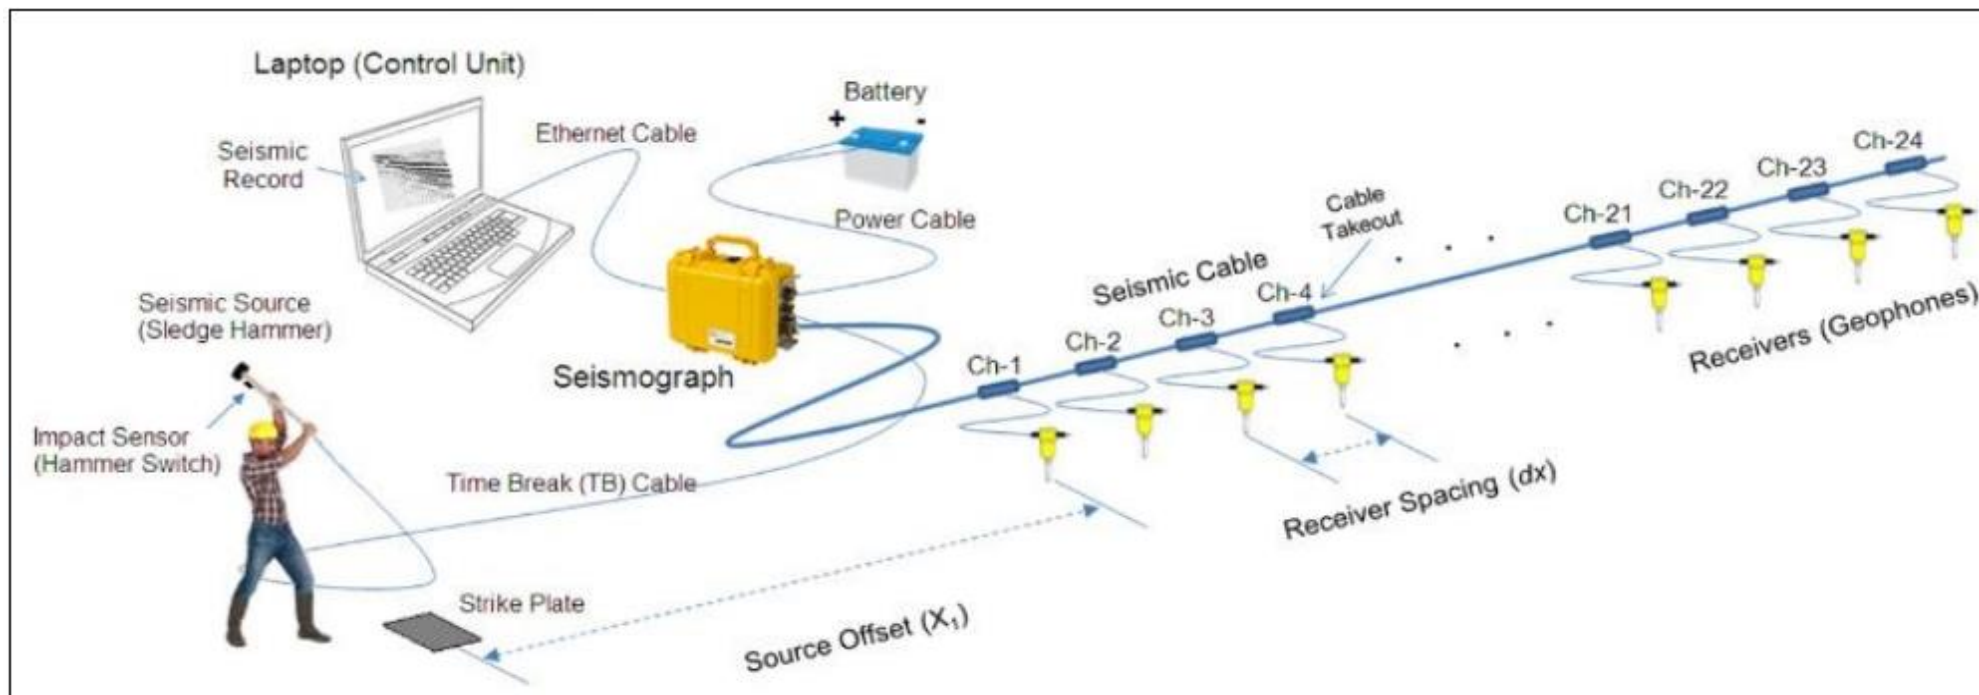 Laptop (Control Unit)
Seismic
Record
Ethernet Cable
Battery
+ -
Power Cable
Seismic Source
(Sledge Hammer)
Impact Sensor
(Hammer Switch)
Seismograph
Time Break (TB) Cable
Strike Plate
Source Offset (X₁)
Seismic Cable
Cable
Takeout
Ch-1
Ch-2
Ch-3
Ch-4
Ch-21
Ch-22
Ch-23
Ch-24
Receivers (Geophones)
Receiver Spacing (dx)